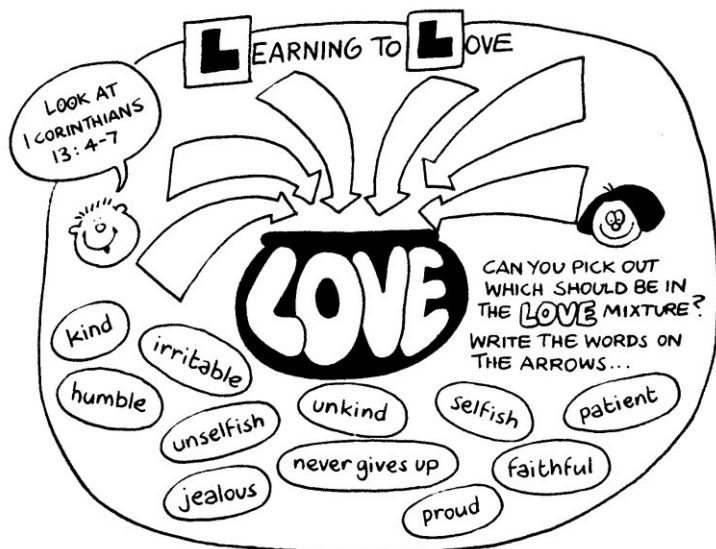 LEARNING TO LOVE
LOOK AT
1 CORINTHIANS
13:4-7
LOVE
CAN YOU PICK OUT
WHICH SHOULD BE IN
THE LOVE MIXTURE?
WRITE THE WORDS ON
THE ARROWS...
kind
irritable
humble
unselfish
unkind
selfish
patient
never gives up
faithful
jealous
proud